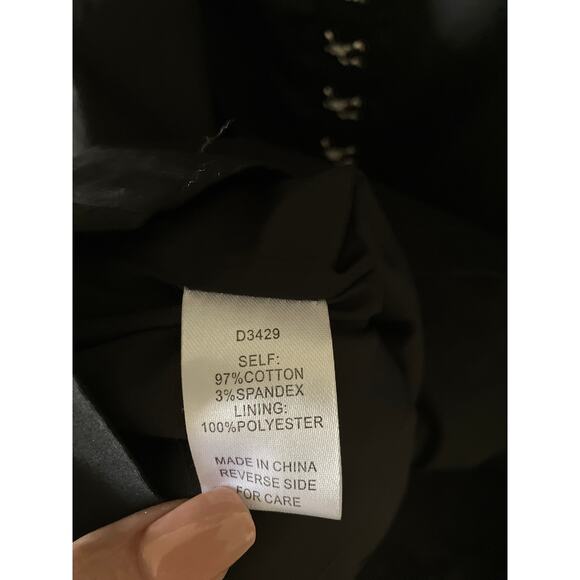 D3429
SELF:
97%COTTON
3%SPANDEX
LINING:
100%POLYESTER
MADE IN CHINA
REVERSE SIDE
FOR CARE